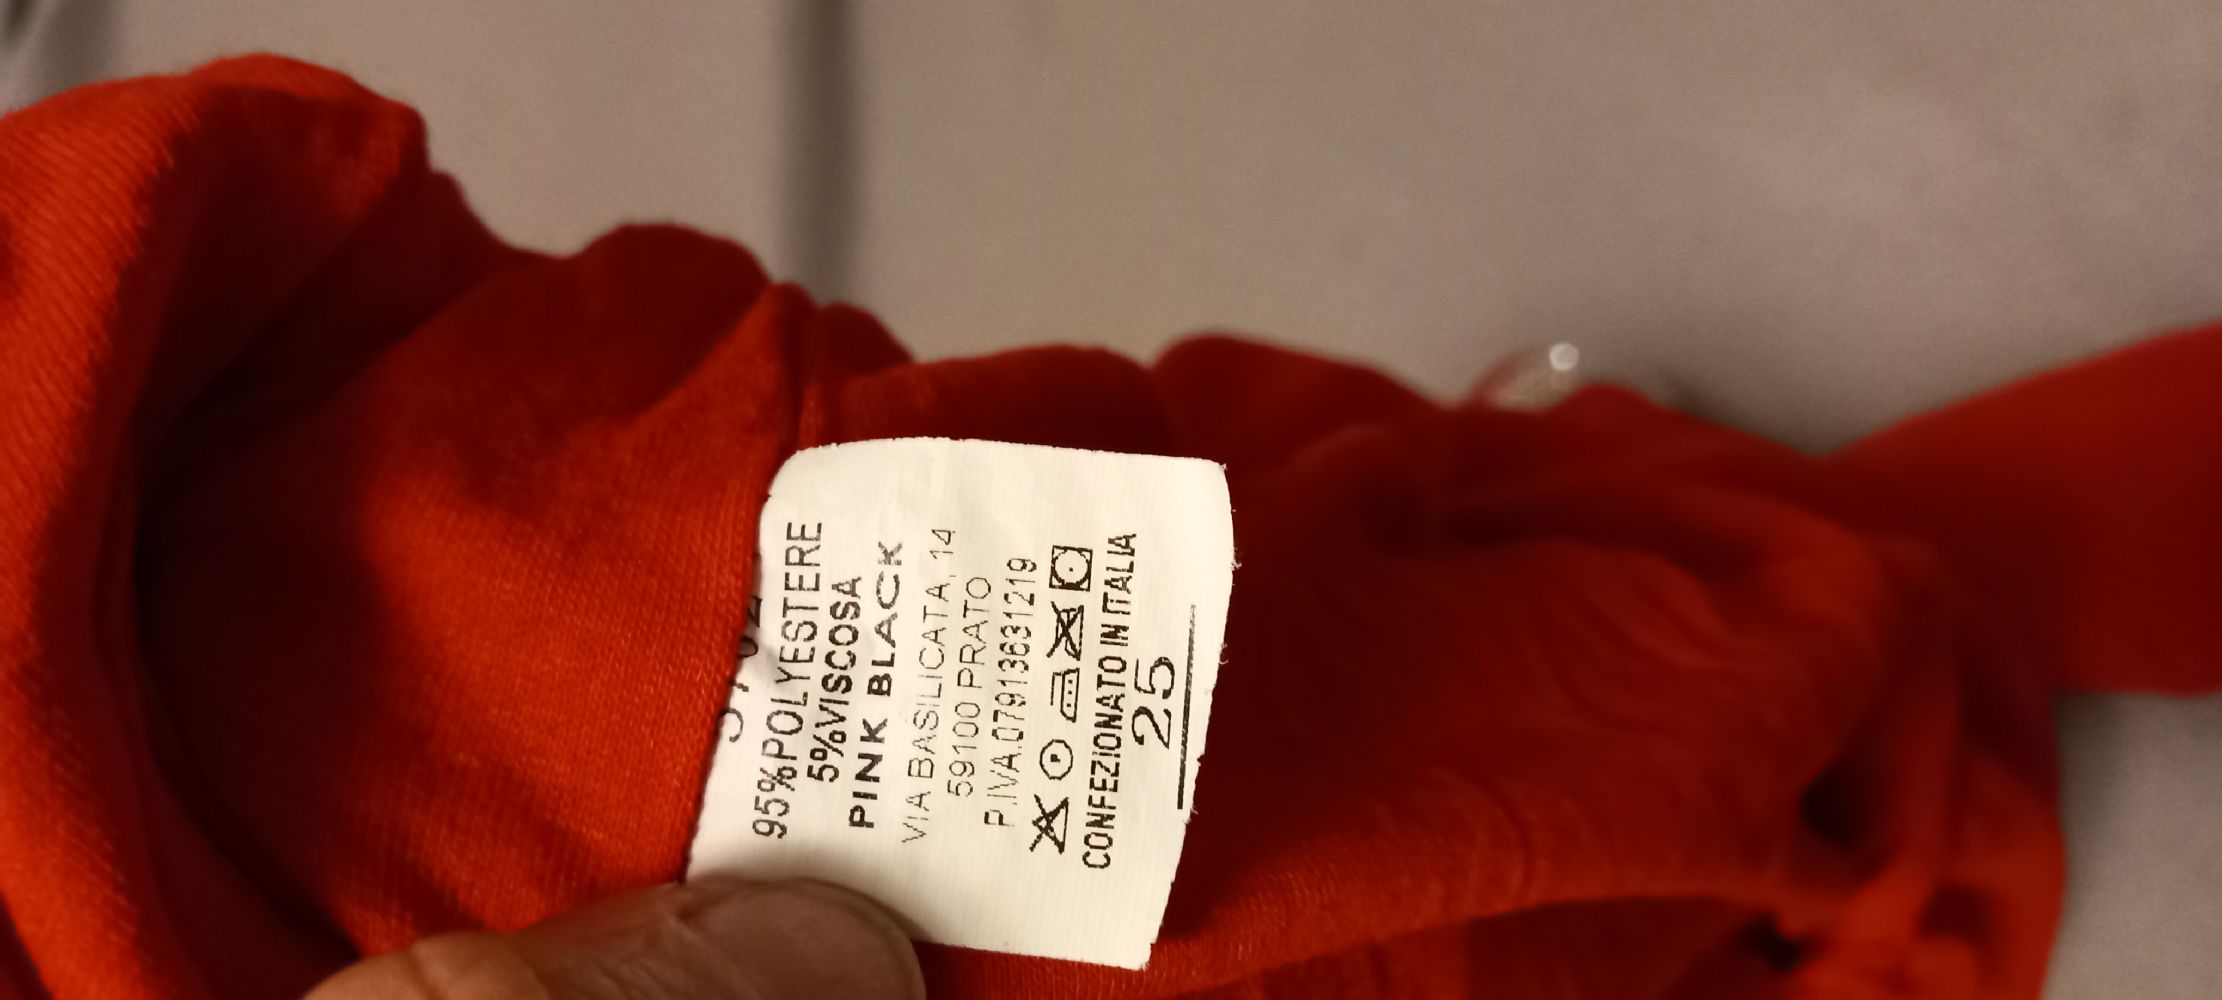 95%POLYESTERE
5%VISCOSA
PINK BLACK
VIA BASILICATA, 14
59100 PRATO
P.IVA.07913631219
CONFEZIONATO IN ITALIA
25